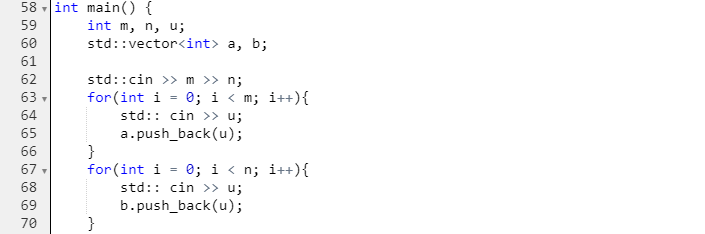 58 int main() {
59     int m, n, u;
60     std::vector<int> a, b;
61
62     std::cin >> m >> n;
63     for(int i = 0; i < m; i++){
64         std:: cin >> u;
65         a.push_back(u);
66     }
67     for(int i = 0; i < n; i++){
68         std:: cin >> u;
69         b.push_back(u);
70     }